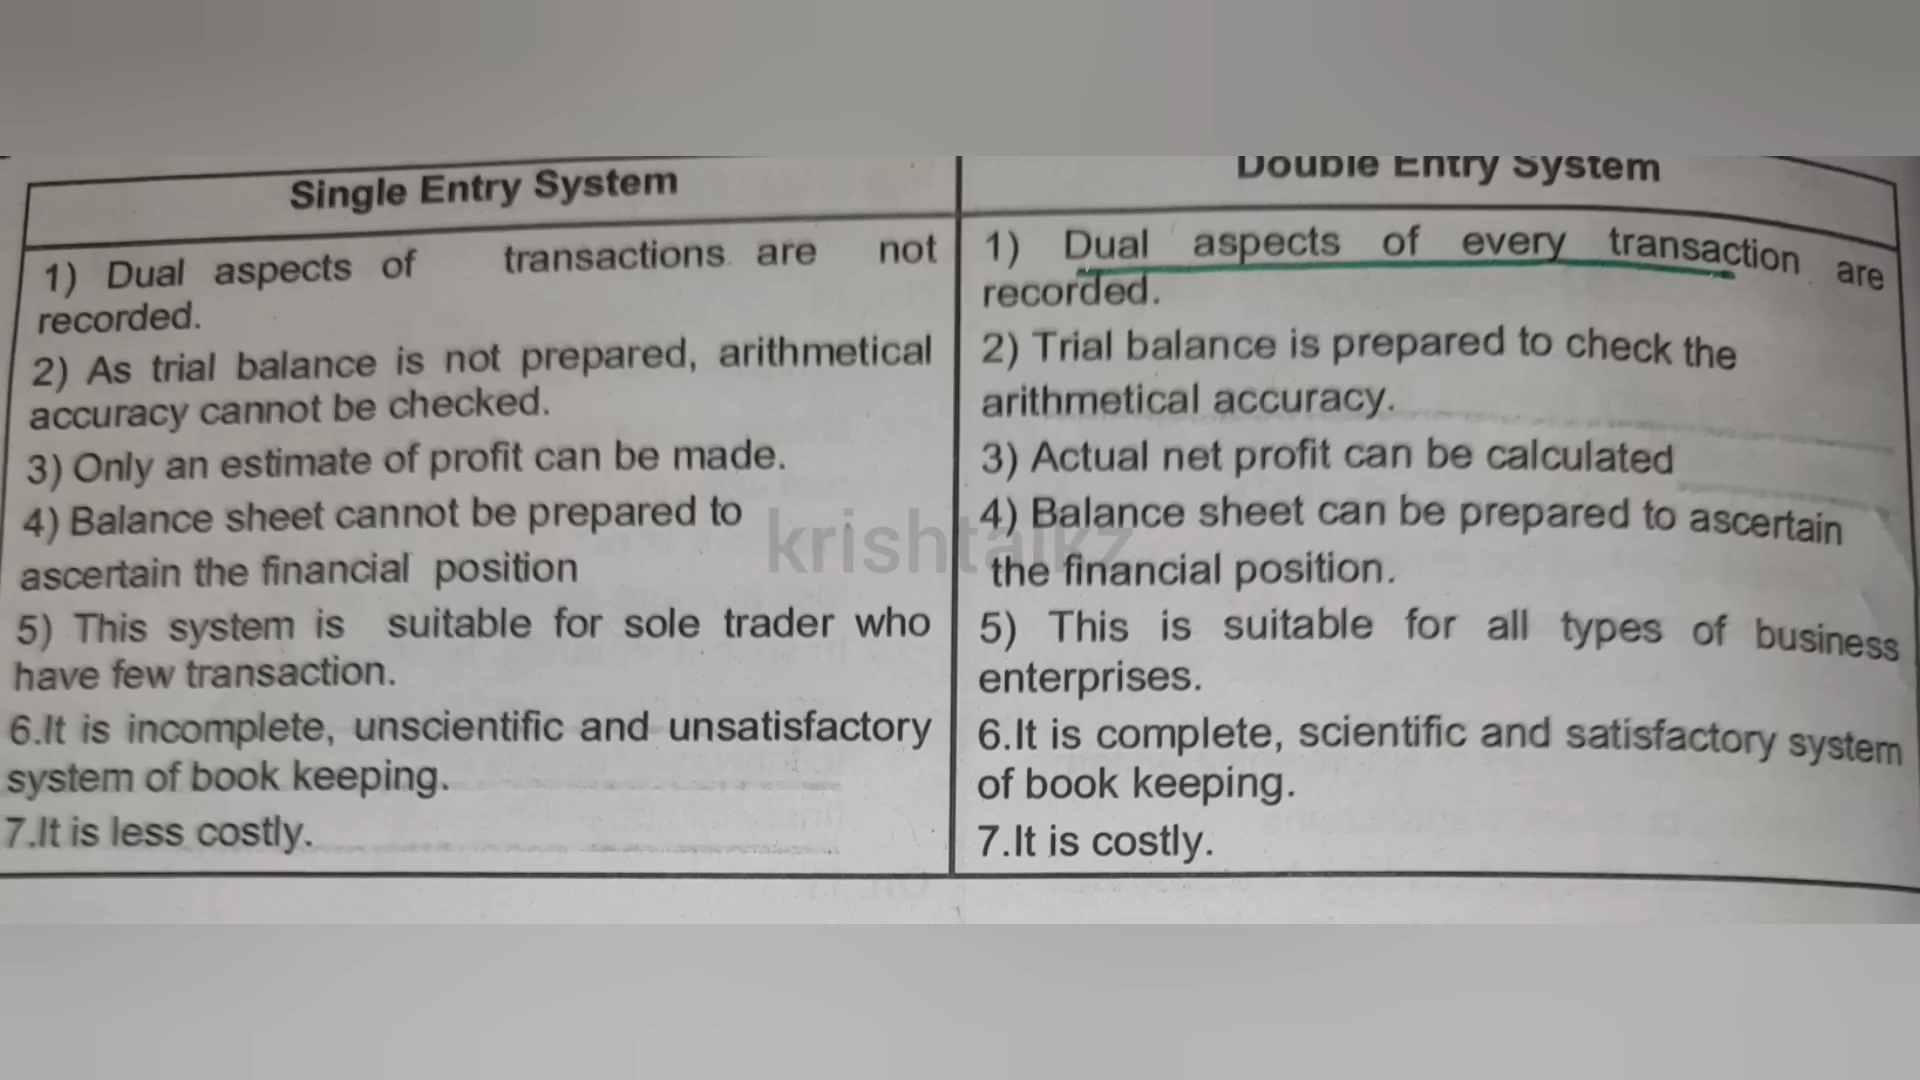 Single Entry System
1) Dual aspects of transactions are not
recorded.
2) As trial balance is not prepared, arithmetical
accuracy cannot be checked.
3) Only an estimate of profit can be made.
4) Balance sheet cannot be prepared to
ascertain the financial position
5) This system is suitable for sole trader who
have few transaction.
6.It is incomplete, unscientific and unsatisfactory
system of book keeping.
7.It is less costly.
Double Entry System
1) Dual aspects of every transaction are
recorded.
2) Trial balance is prepared to check the
arithmetical accuracy.
3) Actual net profit can be calculated
4) Balance sheet can be prepared to ascertain
the financial position.
5) This is suitable for all types of business
enterprises.
6.It is complete, scientific and satisfactory system
of book keeping.
7.It is costly.
krishtalkz